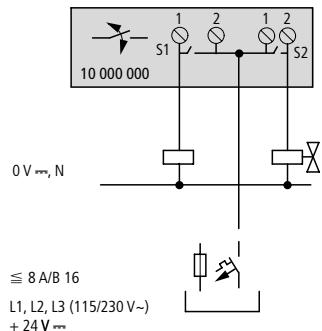 1 2 1 2
S1 S2
10 000 000
0 V ⎓, N
≦ 8 A/B 16
L1, L2, L3 (115/230 V~)
+ 24 V ⎓